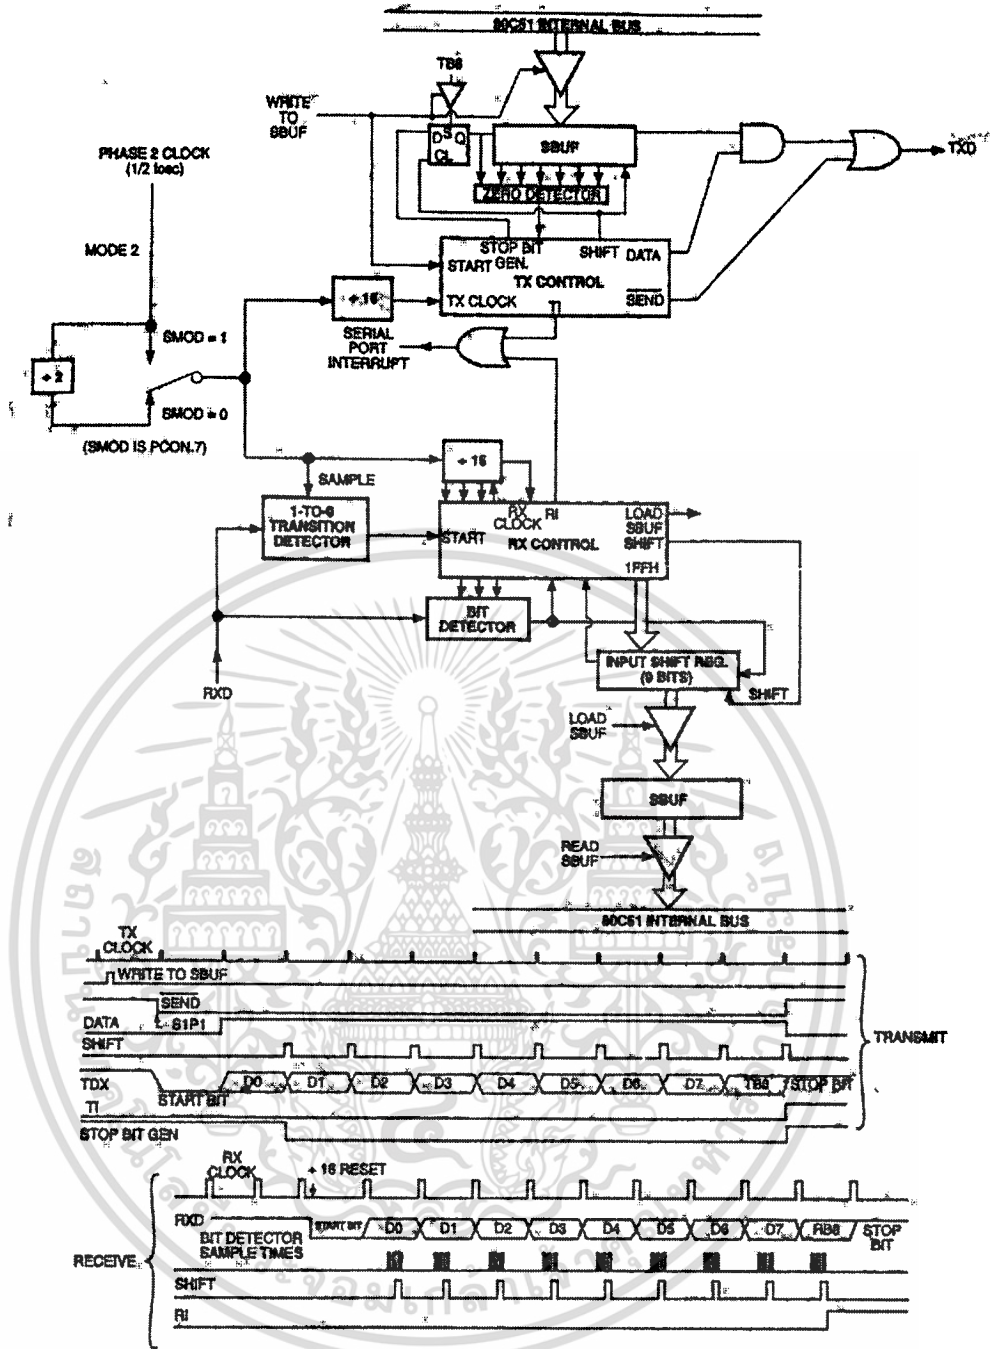 80C51 INTERNAL BUS
TB8
WRITE
TO
SBUF
D S Q
CL
SBUF
TXD
PHASE 2 CLOCK
(1/2 fosc)
ZERO DETECTOR
MODE 2
STOP BIT
GEN.
SHIFT
DATA
START
TX CONTROL
÷ 16
TX CLOCK
TI
SEND
SMOD = 1
SERIAL
PORT
INTERRUPT
÷ 2
SMOD = 0
(SMOD IS PCON.7)
÷ 16
SAMPLE
1-TO-0
TRANSITION
DETECTOR
RX
CLOCK
RI
LOAD
SBUF
START
RX CONTROL
SHIFT
1FFH
BIT
DETECTOR
INPUT SHIFT REG.
(9 BITS)
RXD
SHIFT
LOAD
SBUF
SBUF
READ
SBUF
80C51 INTERNAL BUS
TX
CLOCK
WRITE TO SBUF
SEND
DATA
S1P1
TRANSMIT
SHIFT
TDX
START BIT
D0
D1
D2
D3
D4
D5
D6
D7
TB8
STOP BIT
TI
STOP BIT GEN
RX
CLOCK
÷ 16 RESET
RXD
START BIT
D0
D1
D2
D3
D4
D5
D6
D7
RB8
STOP
BIT
BIT DETECTOR
SAMPLE TIMES
RECEIVE
SHIFT
RI